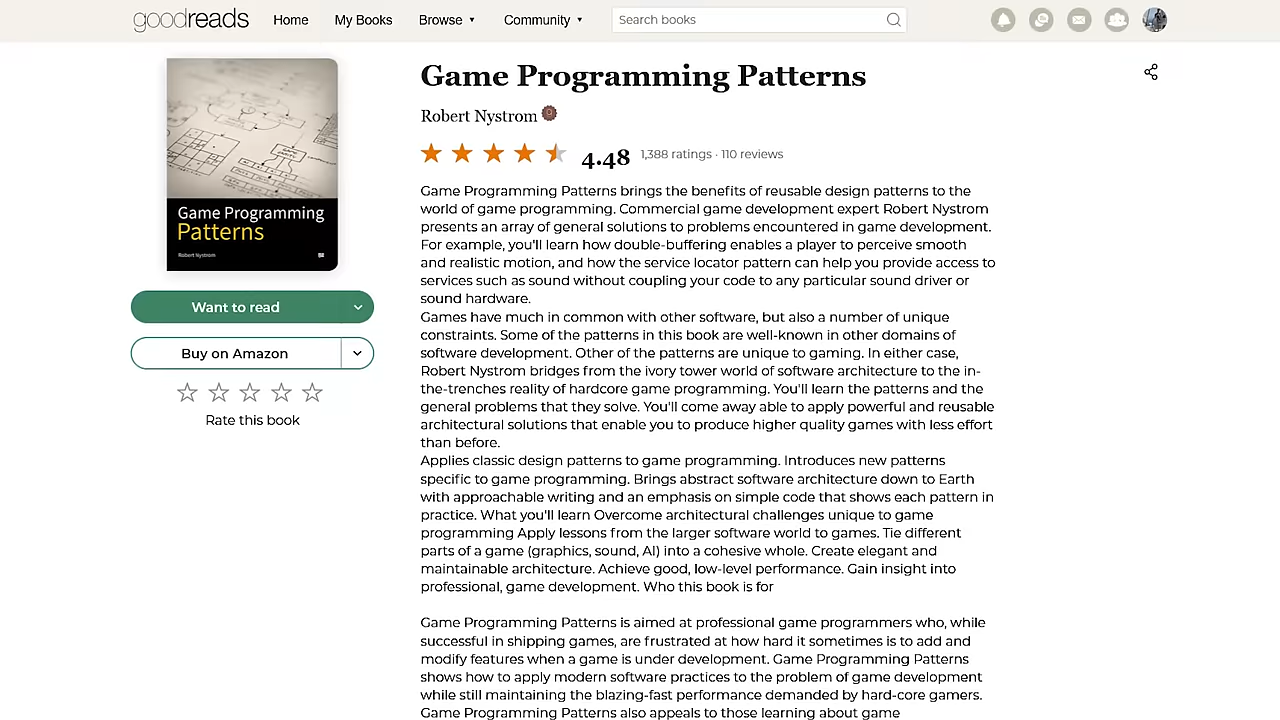 goodreads Home My Books Browse ▼ Community ▼ Search books
Game Programming
Patterns
Robert Nystrom
Want to read
Buy on Amazon
Rate this book
Game Programming Patterns
Robert Nystrom
4.48 1,388 ratings · 110 reviews
Game Programming Patterns brings the benefits of reusable design patterns to the
world of game programming. Commercial game development expert Robert Nystrom
presents an array of general solutions to problems encountered in game development.
For example, you'll learn how double-buffering enables a player to perceive smooth
and realistic motion, and how the service locator pattern can help you provide access to
services such as sound without coupling your code to any particular sound driver or
sound hardware.
Games have much in common with other software, but also a number of unique
constraints. Some of the patterns in this book are well-known in other domains of
software development. Other of the patterns are unique to gaming. In either case,
Robert Nystrom bridges from the ivory tower world of software architecture to the in-
the-trenches reality of hardcore game programming. You'll learn the patterns and the
general problems that they solve. You'll come away able to apply powerful and reusable
architectural solutions that enable you to produce higher quality games with less effort
than before.
Applies classic design patterns to game programming. Introduces new patterns
specific to game programming. Brings abstract software architecture down to Earth
with approachable writing and an emphasis on simple code that shows each pattern in
practice. What you'll learn Overcome architectural challenges unique to game
programming Apply lessons from the larger software world to games. Tie different
parts of a game (graphics, sound, AI) into a cohesive whole. Create elegant and
maintainable architecture. Achieve good, low-level performance. Gain insight into
professional, game development. Who this book is for
Game Programming Patterns is aimed at professional game programmers who, while
successful in shipping games, are frustrated at how hard it sometimes is to add and
modify features when a game is under development. Game Programming Patterns
shows how to apply modern software practices to the problem of game development
while still maintaining the blazing-fast performance demanded by hard-core gamers.
Game Programming Patterns also appeals to those learning about game